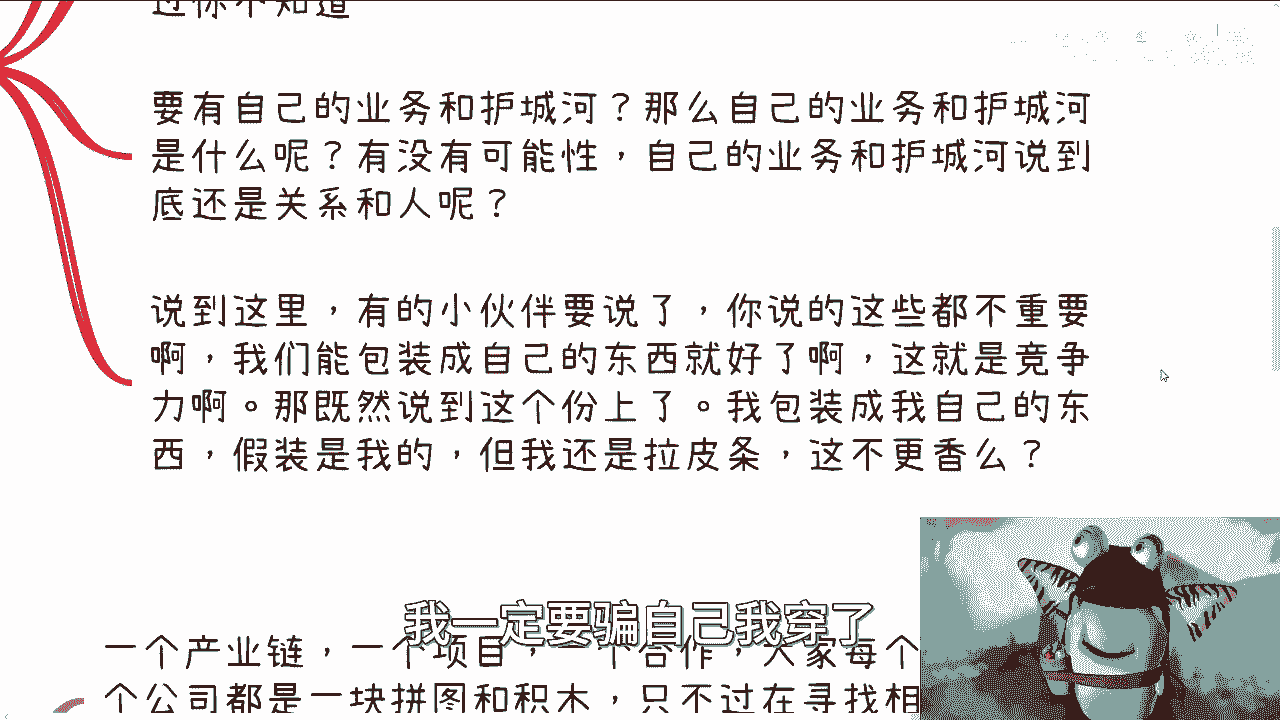 过你不知道
要有自己的业务和护城河？那么自己的业务和护城河
是什么呢？有没有可能性，自己的业务和护城河说到
底还是关系和人呢？
说到这里，有的小伙伴要说了，你说的这些都不重要
啊，我们能包装成自己的东西就好了啊，这就是竞争
力啊。那既然说到这个份上了。我包装成我自己的东
西，假装是我的，但我还是拉皮条，这不更香么？
我一定要骗自己我穿了
一个产业链，一个项目，一个合作，大家每个
个公司都是一块拼图和积木，只不过在寻找相